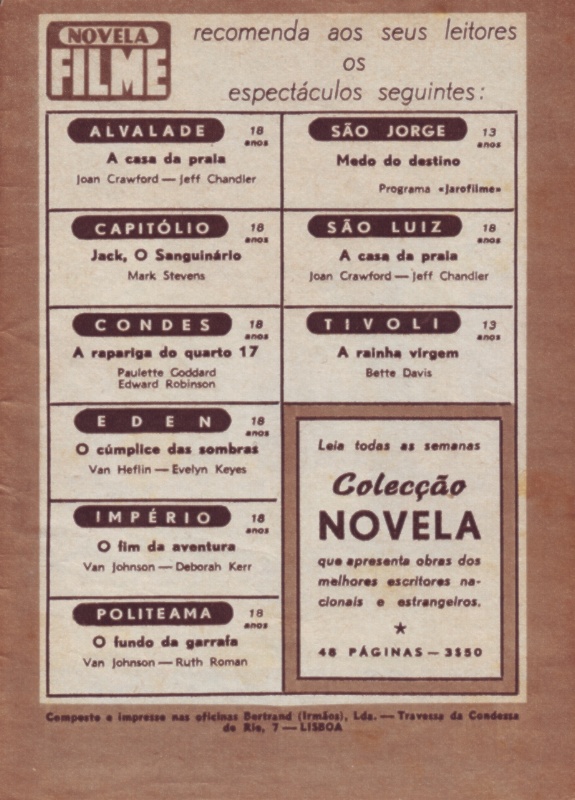 NOVELA
FILME
recomenda aos seus leitores
os
espectáculos seguintes:
ALVALADE 18 anos
A casa da praia
Joan Crawford — Jeff Chandler
CAPITÓLIO 18 anos
Jack, O Sanguinário
Mark Stevens
CONDES 18 anos
A rapariga do quarto 17
Paulette Goddard
Edward Robinson
EDEN 18 anos
O cúmplice das sombras
Van Heflin — Evelyn Keyes
IMPÉRIO 18 anos
O fim da aventura
Van Johnson — Deborah Kerr
POLITEAMA 18 anos
O fundo da garrafa
Van Johnson — Ruth Roman
SÃO JORGE 13 anos
Medo do destino
Programa «Jarofilme»
SÃO LUIZ 18 anos
A casa da praia
Joan Crawford — Jeff Chandler
TIVOLI 13 anos
A rainha virgem
Bette Davis
Leia todas as semanas
Colecção
NOVELA
que apresenta obras dos
melhores escritores na-
cionais e estrangeiros.
★
48 PÁGINAS — 3$50
Composto e impresso nas oficinas Bertrand (Irmãos), Lda. — Travessa da Condessa
do Rio, 7 — LISBOA